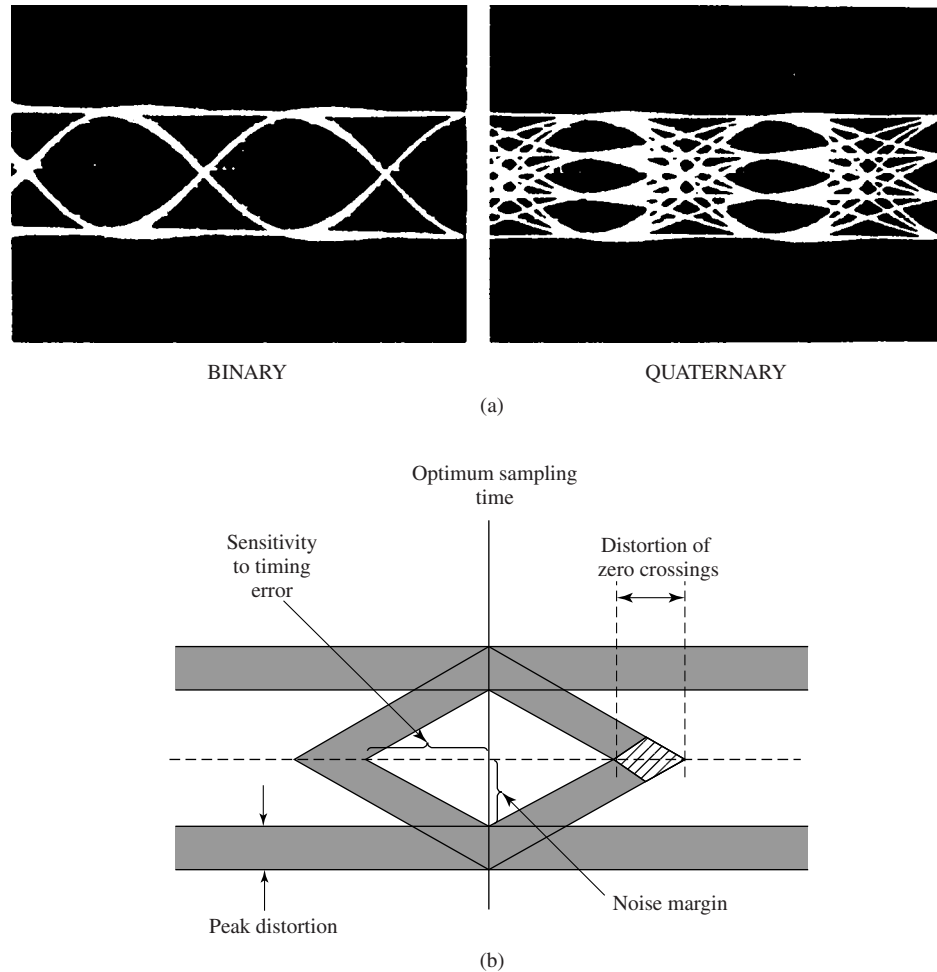 BINARY
QUATERNARY
(a)
Optimum sampling
time
Sensitivity
to timing
error
Distortion of
zero crossings
Noise margin
Peak distortion
(b)